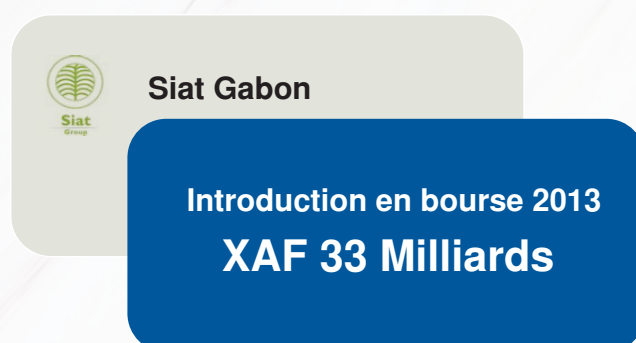 Siat
Group
Siat Gabon
Introduction en bourse 2013
XAF 33 Milliards